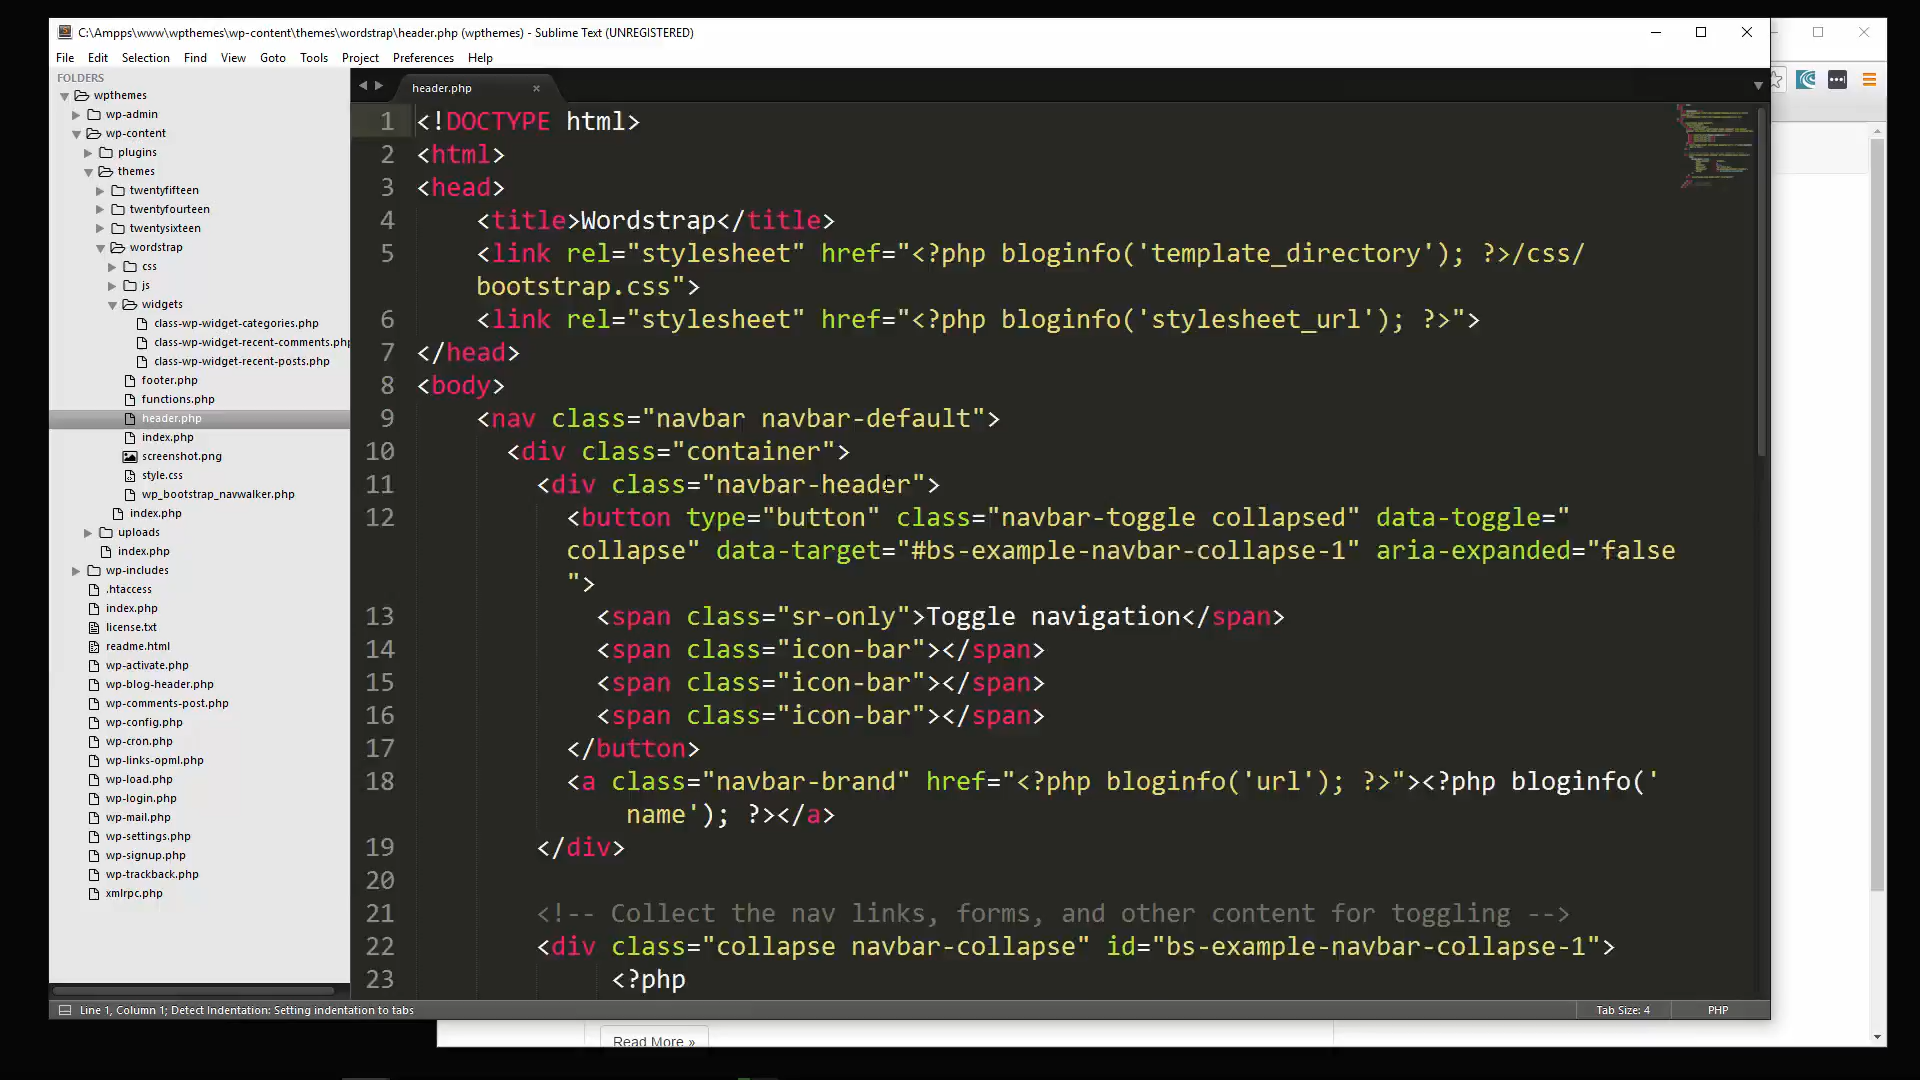 C:\Ampps\www\wpthemes\wp-content\themes\wordstrap\header.php (wpthemes) - Sublime Text (UNREGISTERED)
File Edit Selection Find View Goto Tools Project Preferences Help
FOLDERS
wpthemes
wp-admin
wp-content
plugins
themes
twentyfifteen
twentyfourteen
twentysixteen
wordstrap
css
js
widgets
class-wp-widget-categories.php
class-wp-widget-recent-comments.php
class-wp-widget-recent-posts.php
footer.php
functions.php
header.php
index.php
screenshot.png
style.css
wp_bootstrap_navwalker.php
index.php
uploads
index.php
wp-includes
.htaccess
index.php
license.txt
readme.html
wp-activate.php
wp-blog-header.php
wp-comments-post.php
wp-config.php
wp-cron.php
wp-links-opml.php
wp-load.php
wp-login.php
wp-mail.php
wp-settings.php
wp-signup.php
wp-trackback.php
xmlrpc.php
header.php
1 <!DOCTYPE html>
2 <html>
3 <head>
4 <title>Wordstrap</title>
5 <link rel="stylesheet" href="<?php bloginfo('template_directory'); ?>/css/
bootstrap.css">
6 <link rel="stylesheet" href="<?php bloginfo('stylesheet_url'); ?>">
7 </head>
8 <body>
9 <nav class="navbar navbar-default">
10 <div class="container">
11 <div class="navbar-header">
12 <button type="button" class="navbar-toggle collapsed" data-toggle="
collapse" data-target="#bs-example-navbar-collapse-1" aria-expanded="false
">
13 <span class="sr-only">Toggle navigation</span>
14 <span class="icon-bar"></span>
15 <span class="icon-bar"></span>
16 <span class="icon-bar"></span>
17 </button>
18 <a class="navbar-brand" href="<?php bloginfo('url'); ?>"><?php bloginfo('
name'); ?></a>
19 </div>
20
21 <!-- Collect the nav links, forms, and other content for toggling -->
22 <div class="collapse navbar-collapse" id="bs-example-navbar-collapse-1">
23 <?php
Line 1, Column 1; Detect Indentation: Setting indentation to tabs
Tab Size: 4
PHP
Read More »